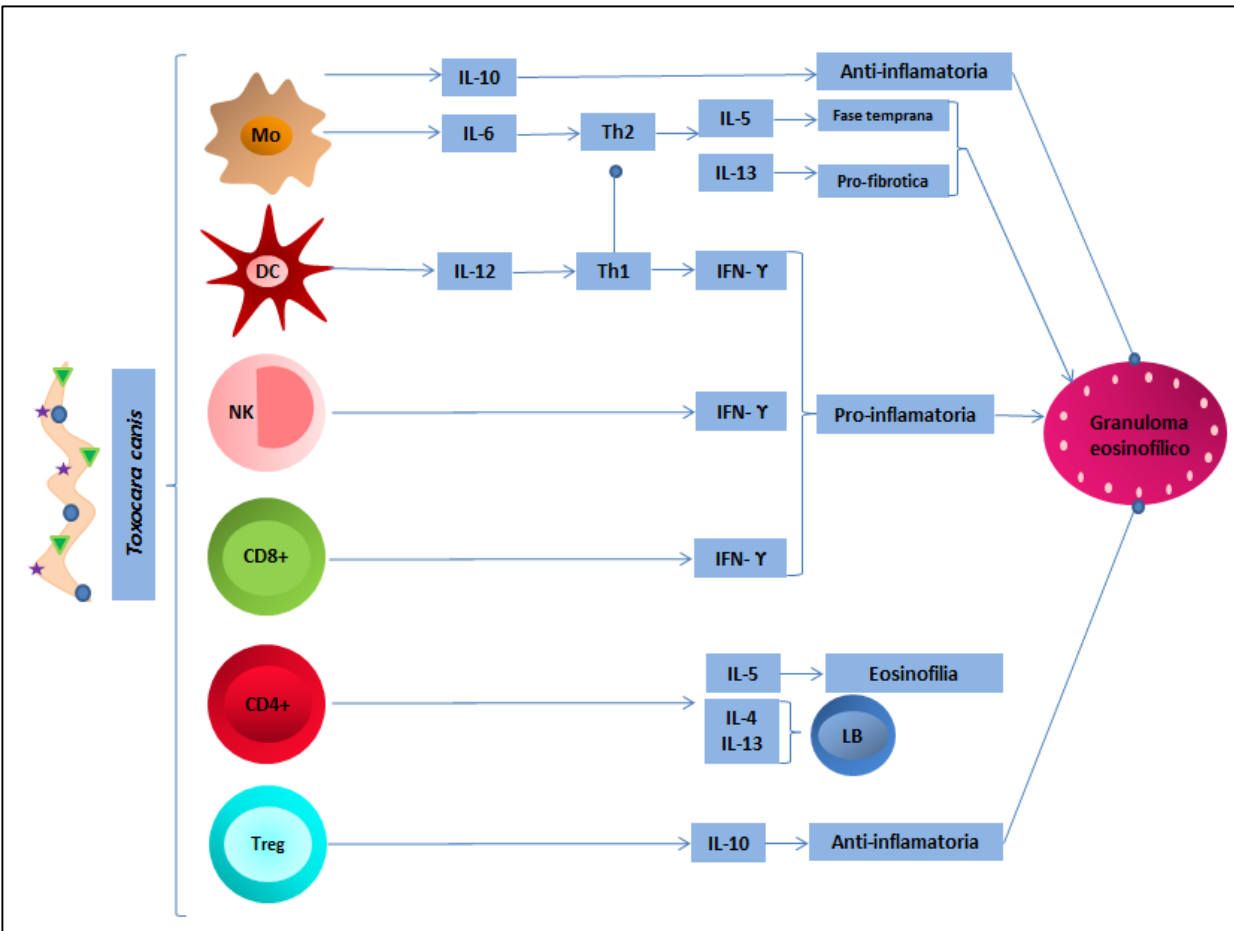 IL-10
Anti-inflamatoria
Mo
IL-6
Th2
IL-5
Fase temprana
IL-13
Pro-fibrotica
DC
IL-12
Th1
IFN- ϒ
Toxocara canis
NK
IFN- ϒ
Pro-inflamatoria
Granuloma
eosinofílico
CD8+
IFN- ϒ
CD4+
IL-5
Eosinofilia
IL-4
IL-13
LB
Treg
IL-10
Anti-inflamatoria